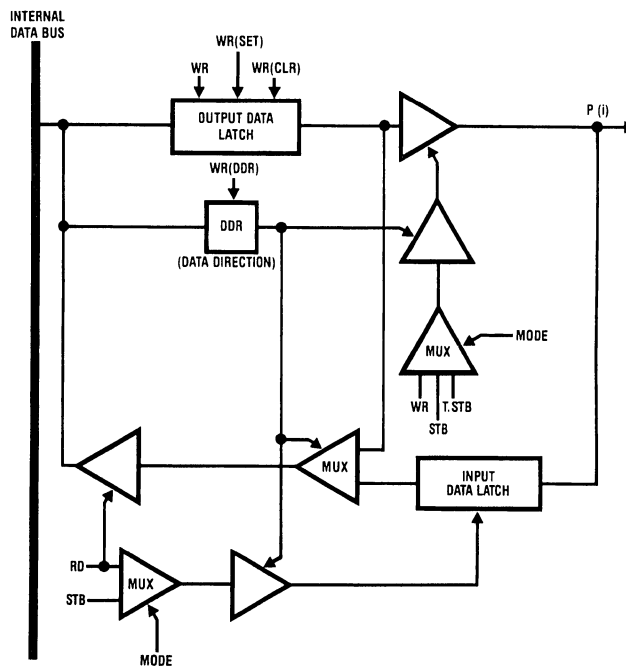 INTERNAL
DATA BUS
WR(SET)
WR
WR(CLR)
OUTPUT DATA
LATCH
P (i)
WR(DDR)
DDR
(DATA DIRECTION)
MODE
MUX
WR
T.STB
STB
MUX
INPUT
DATA LATCH
RD
MUX
STB
MODE